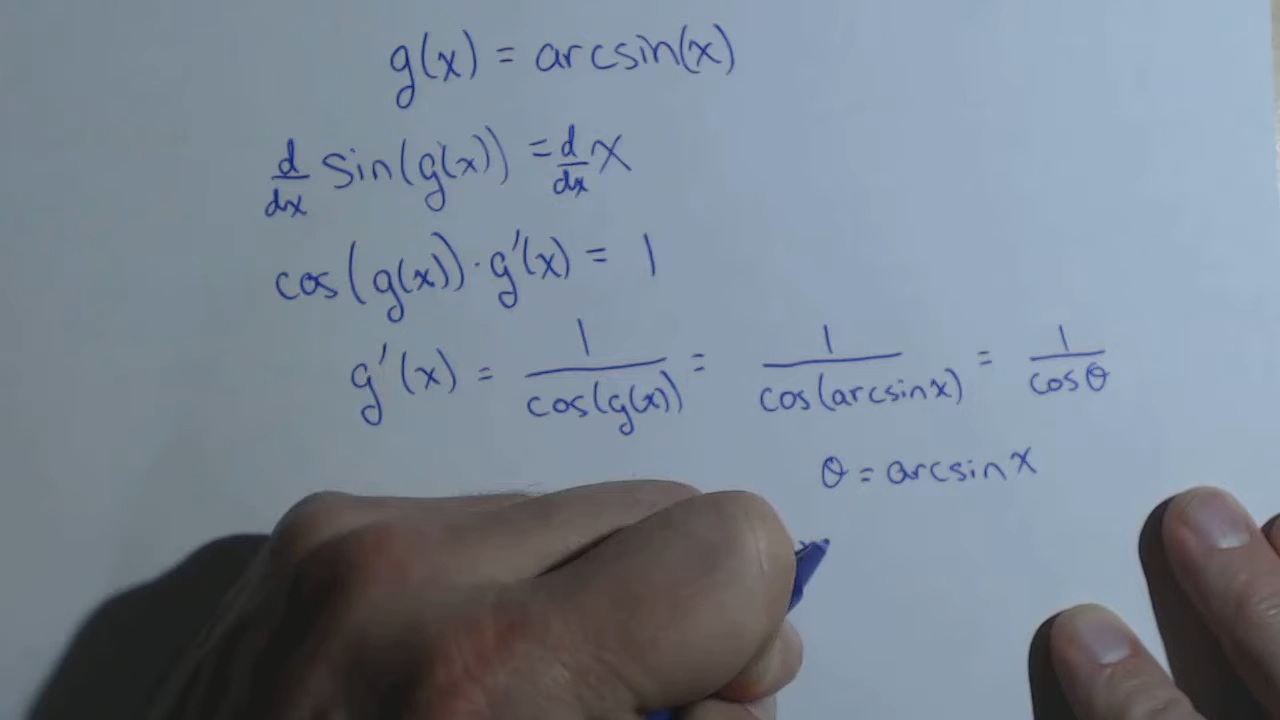 g(x) = arcsin(x)
d/dx sin(g(x)) = d/dx x
cos(g(x)) · g'(x) = 1
g'(x) = 1/cos(g(x)) = 1/cos(arcsin x) = 1/cos θ
θ = arcsin x